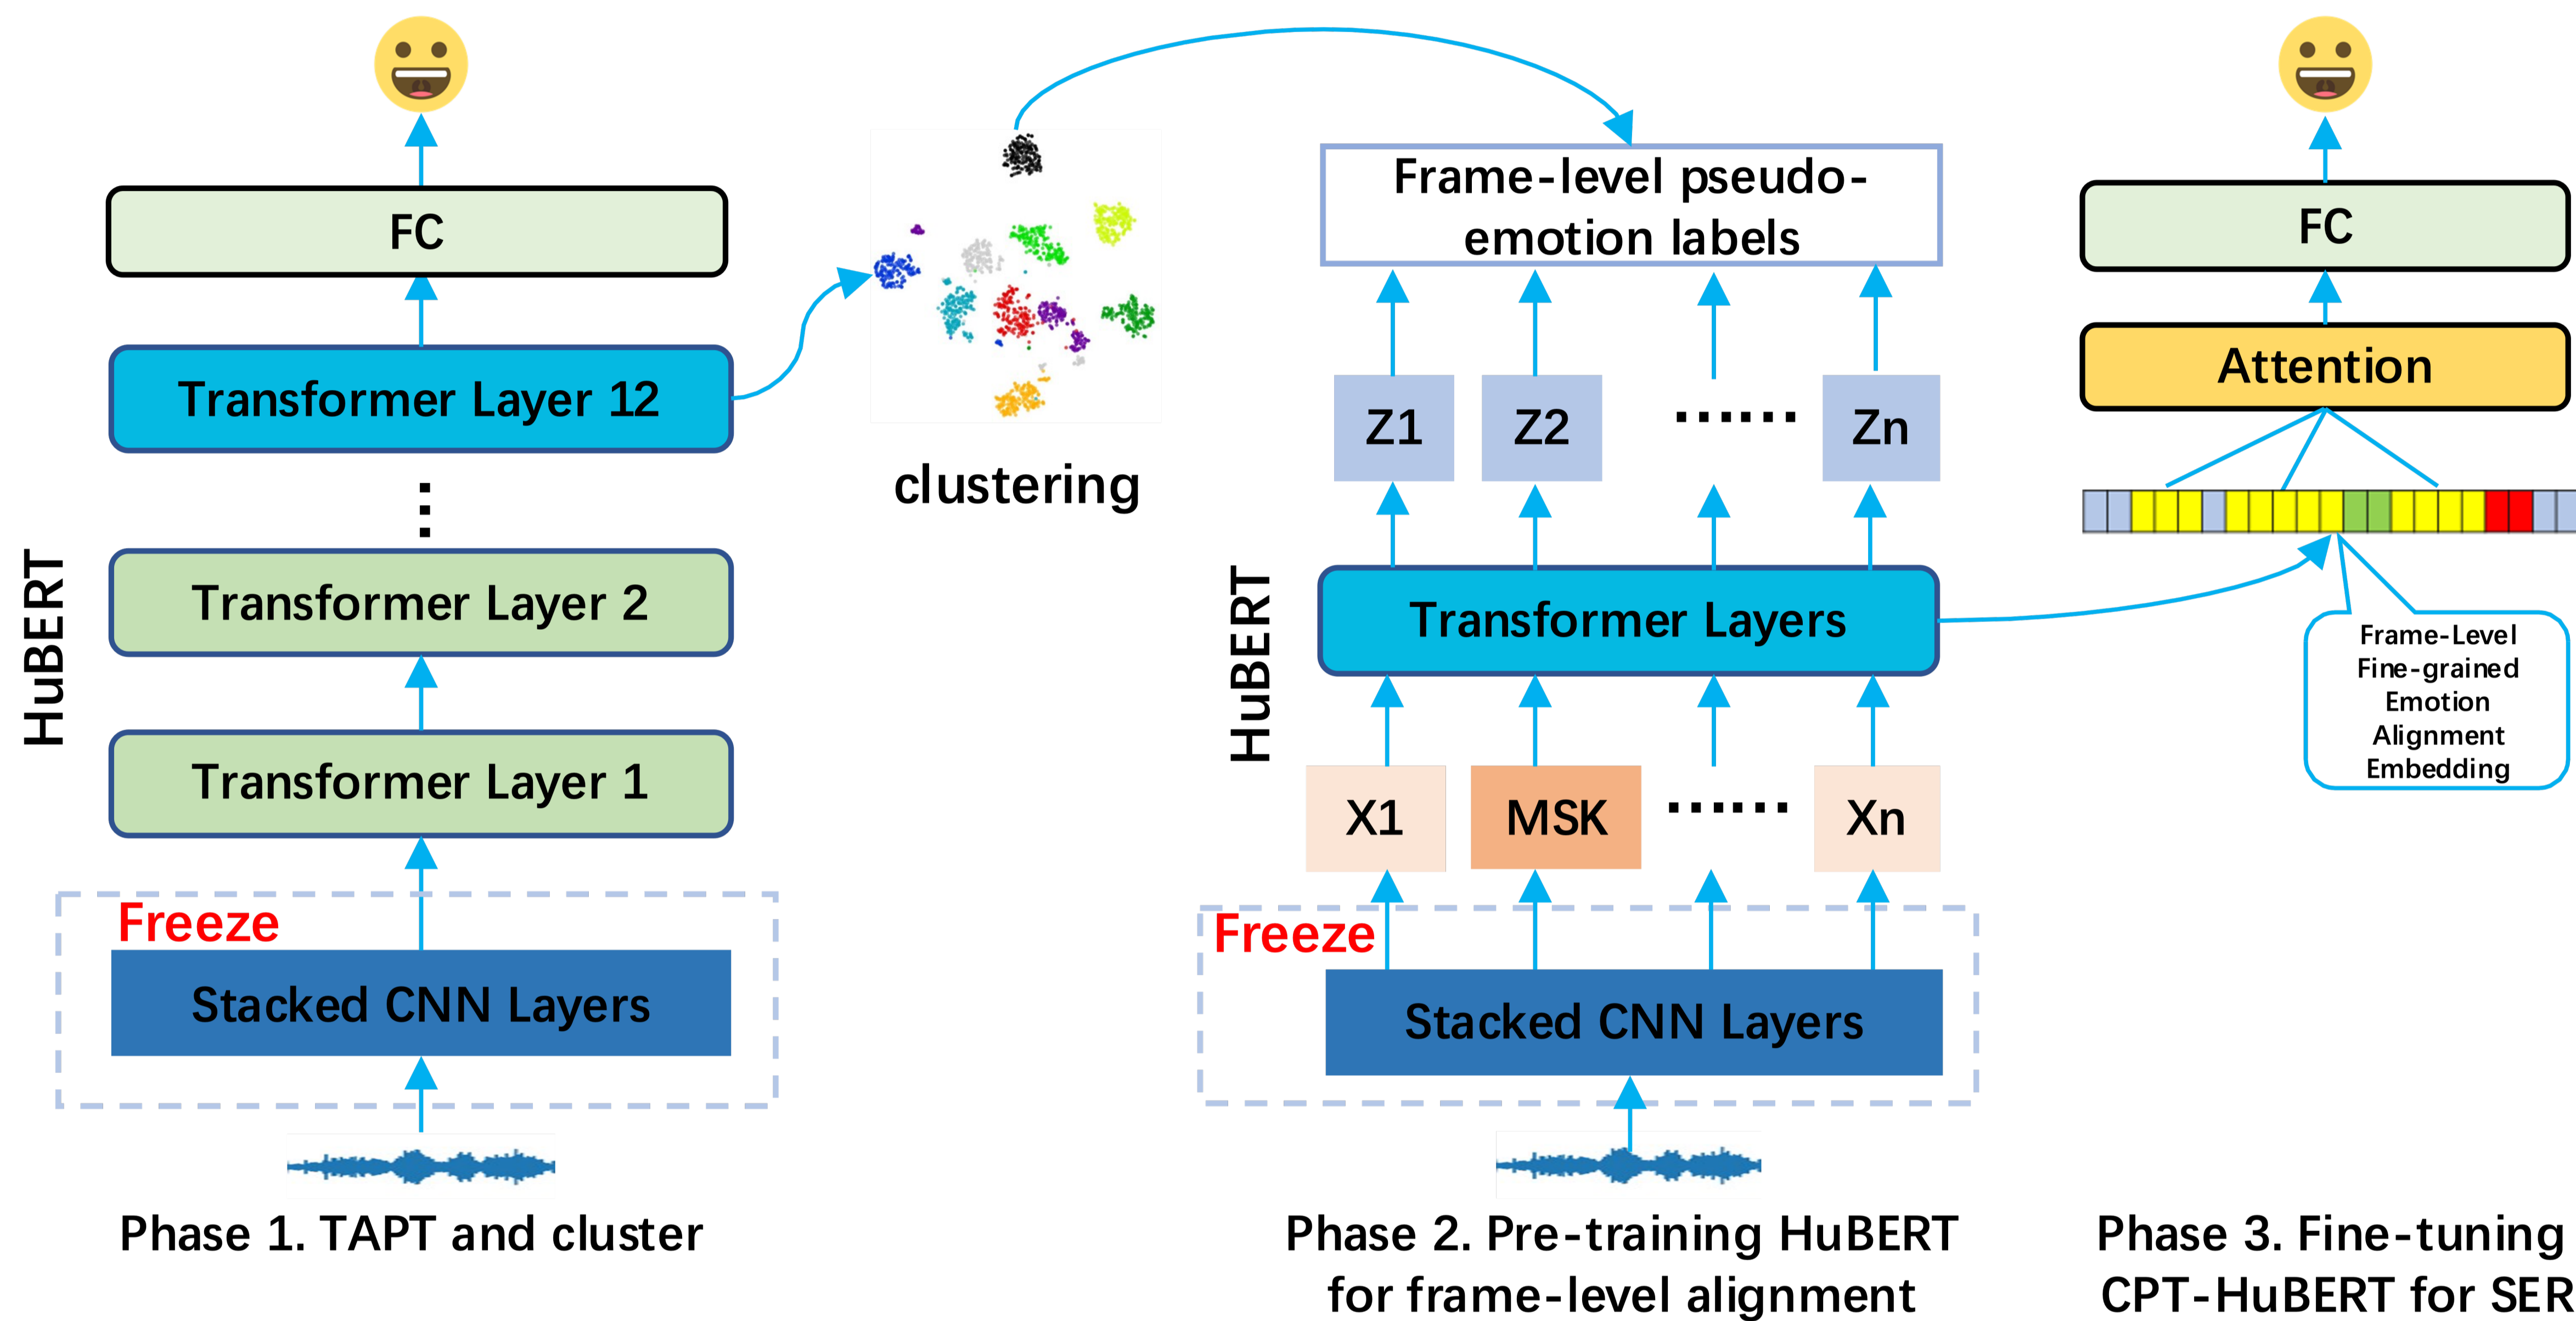 FC
Transformer Layer 12
Transformer Layer 2
Transformer Layer 1
Freeze
Stacked CNN Layers
HuBERT
Phase 1. TAPT and cluster
clustering
Frame-level pseudo-
emotion labels
Z1 Z2 ...... Zn
Transformer Layers
X1 MSK ...... Xn
Freeze
Stacked CNN Layers
HuBERT
Phase 2. Pre-training HuBERT
for frame-level alignment
FC
Attention
Frame-Level
Fine-grained
Emotion
Alignment
Embedding
Phase 3. Fine-tuning
CPT-HuBERT for SER